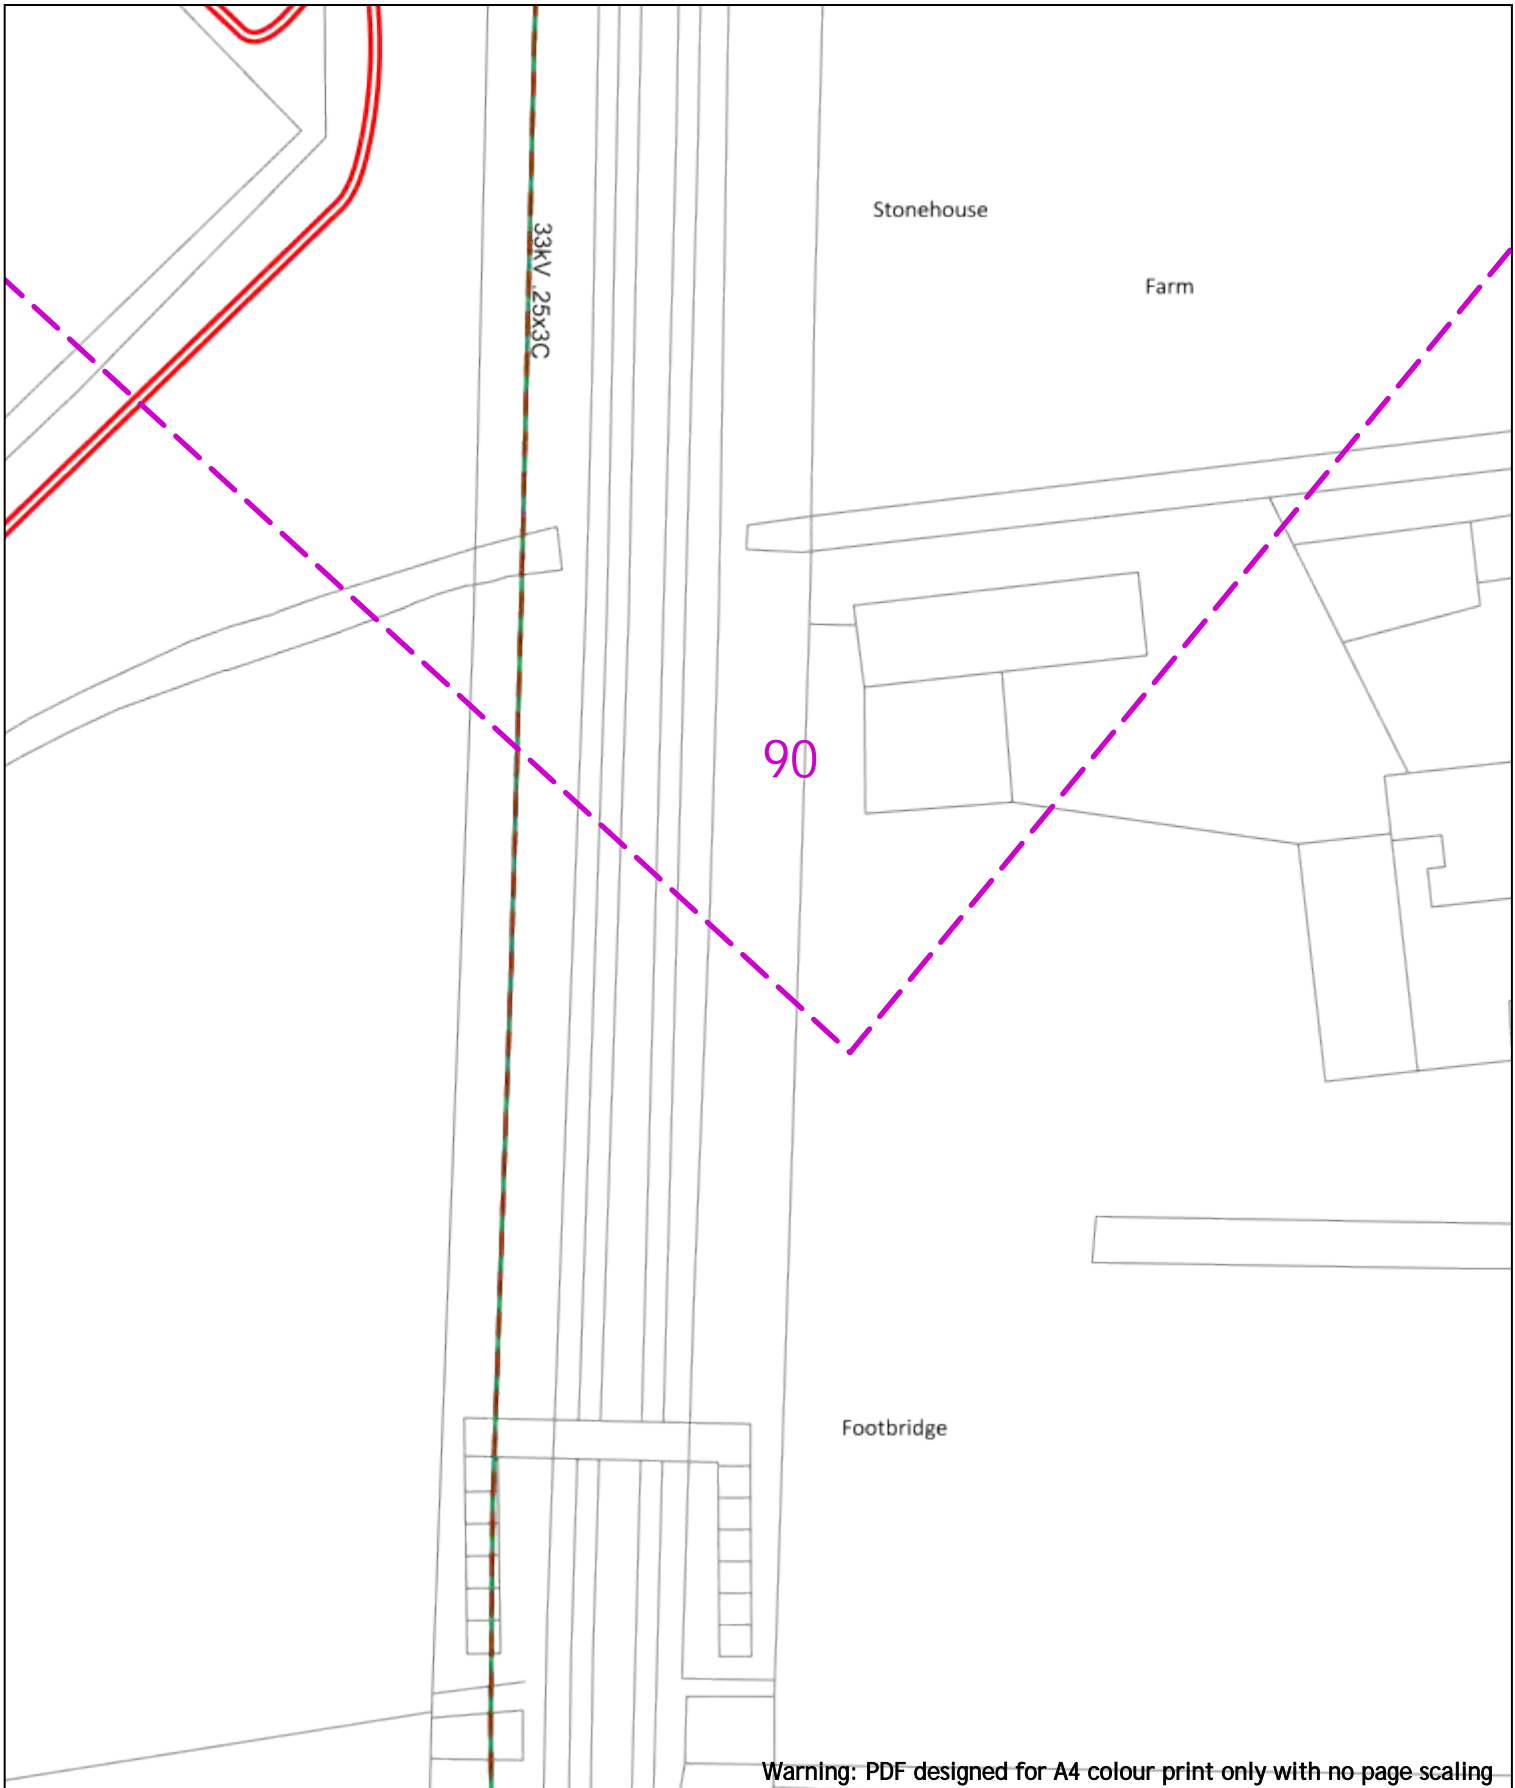 Stonehouse
33kV .25x3C
Farm
90
Footbridge
Warning: PDF designed for A4 colour print only with no page scaling